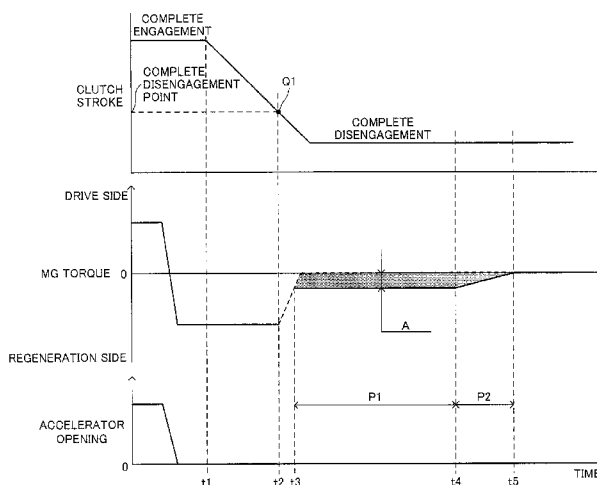 COMPLETE
ENGAGEMENT
COMPLETE
DISENGAGEMENT
POINT
Q1
CLUTCH
STROKE
COMPLETE
DISENGAGEMENT
DRIVE SIDE
MG TORQUE 0
A
REGENERATION SIDE
P1 P2
ACCELERATOR
OPENING
0
TIME
t1 t2 t3 t4 t5